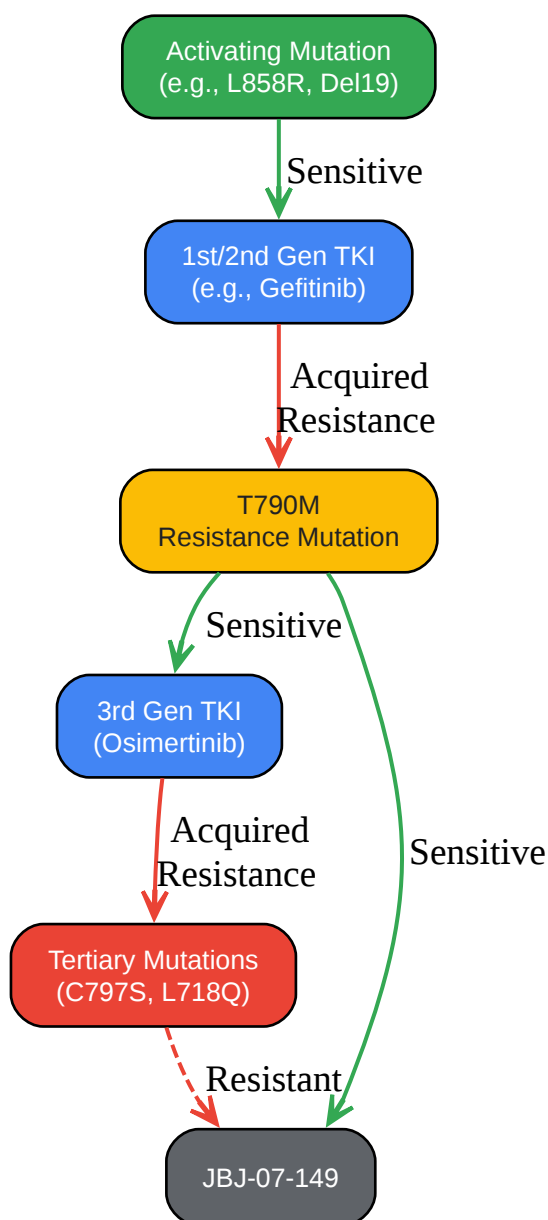 Activating Mutation
(e.g., L858R, Del19)
Sensitive
1st/2nd Gen TKI
(e.g., Gefitinib)
Acquired
Resistance
T790M
Resistance Mutation
Sensitive
3rd Gen TKI
(Osimertinib)
Acquired
Resistance
Sensitive
Tertiary Mutations
(C797S, L718Q)
Resistant
JBJ-07-149